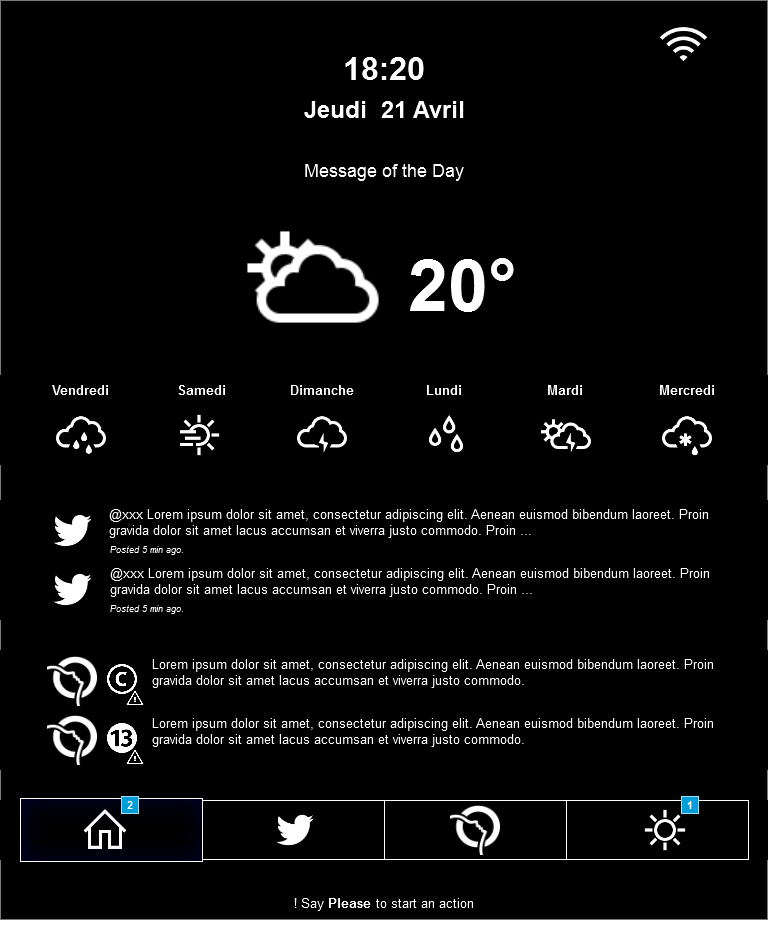 18:20
Jeudi 21 Avril
Message of the Day
20°
Vendredi Samedi Dimanche Lundi Mardi Mercredi
@xxx Lorem ipsum dolor sit amet, consectetur adipiscing elit. Aenean euismod bibendum laoreet. Proin
gravida dolor sit amet lacus accumsan et viverra justo commodo. Proin ...
Posted 5 min ago.
@xxx Lorem ipsum dolor sit amet, consectetur adipiscing elit. Aenean euismod bibendum laoreet. Proin
gravida dolor sit amet lacus accumsan et viverra justo commodo. Proin ...
Posted 5 min ago.
C
Lorem ipsum dolor sit amet, consectetur adipiscing elit. Aenean euismod bibendum laoreet. Proin
gravida dolor sit amet lacus accumsan et viverra justo commodo.
13
Lorem ipsum dolor sit amet, consectetur adipiscing elit. Aenean euismod bibendum laoreet. Proin
gravida dolor sit amet lacus accumsan et viverra justo commodo.
2
1
! Say Please to start an action